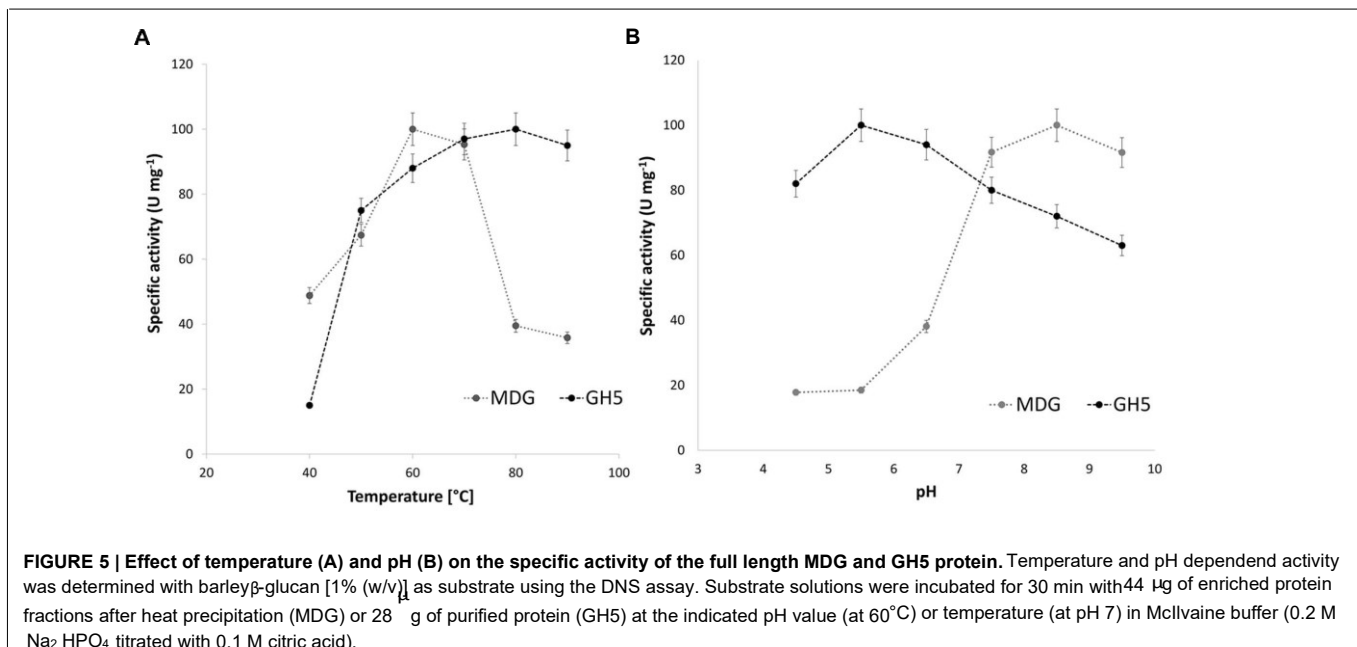 A
120
100
80
60
40
20
0
20 40 60 80 100
Specific activity (U mg-1)
Temperature [°C]
MDG GH5
B
120
100
80
60
40
20
0
3 4 5 6 7 8 9 10
Specific activity (U mg-1)
pH
MDG GH5
FIGURE 5 | Effect of temperature (A) and pH (B) on the specific activity of the full length MDG and GH5 protein. Temperature and pH dependend activity
was determined with barleyβ-glucan [1% (w/v)] as substrate using the DNS assay. Substrate solutions were incubated for 30 min with 44 μg of enriched protein
fractions after heat precipitation (MDG) or 28 μg of purified protein (GH5) at the indicated pH value (at 60°C) or temperature (at pH 7) in McIlvaine buffer (0.2 M
Na2 HPO4 titrated with 0.1 M citric acid).